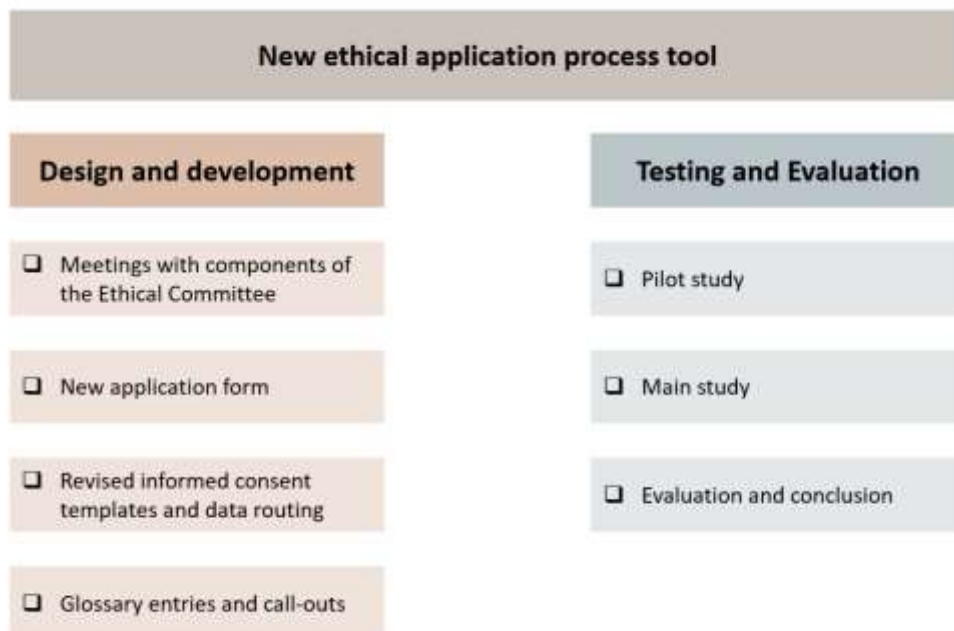 New ethical application process tool
Design and development
❑ Meetings with components of
the Ethical Committee
❑ New application form
❑ Revised informed consent
templates and data routing
❑ Glossary entries and call-outs
Testing and Evaluation
❑ Pilot study
❑ Main study
❑ Evaluation and conclusion